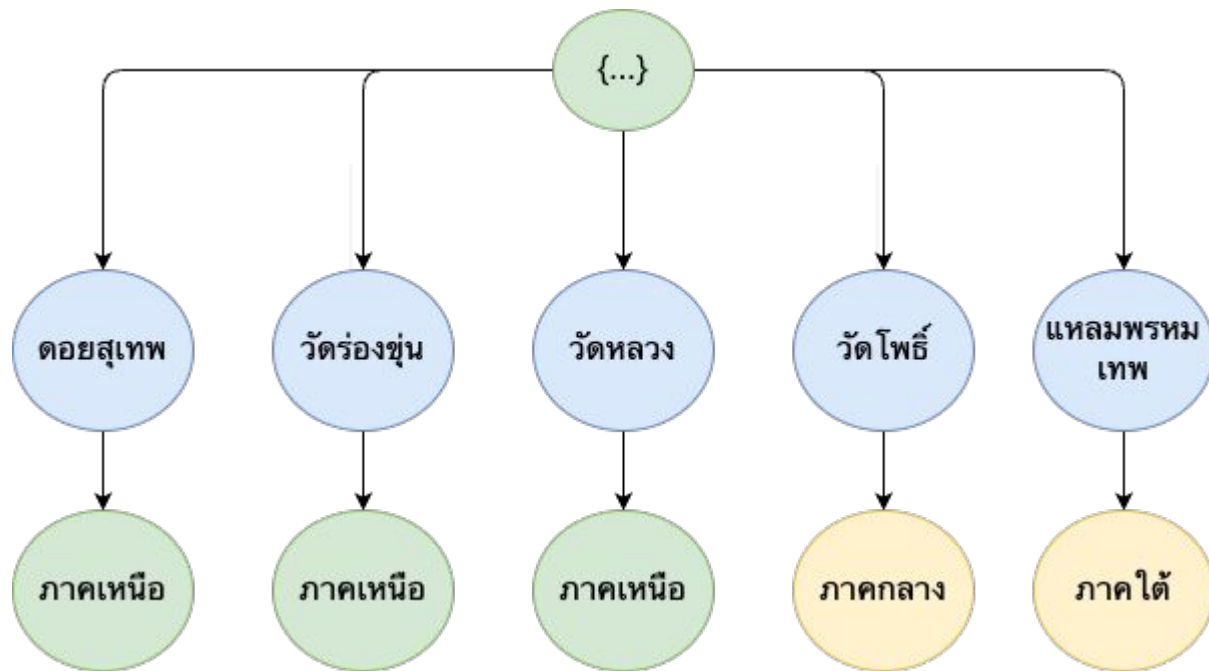 {...}
ดอยสุเทพ
วัดร่องขุ่น
วัดหลวง
วัดโพธิ์
แหลมพรหม
เทพ
ภาคเหนือ
ภาคเหนือ
ภาคเหนือ
ภาคกลาง
ภาคใต้